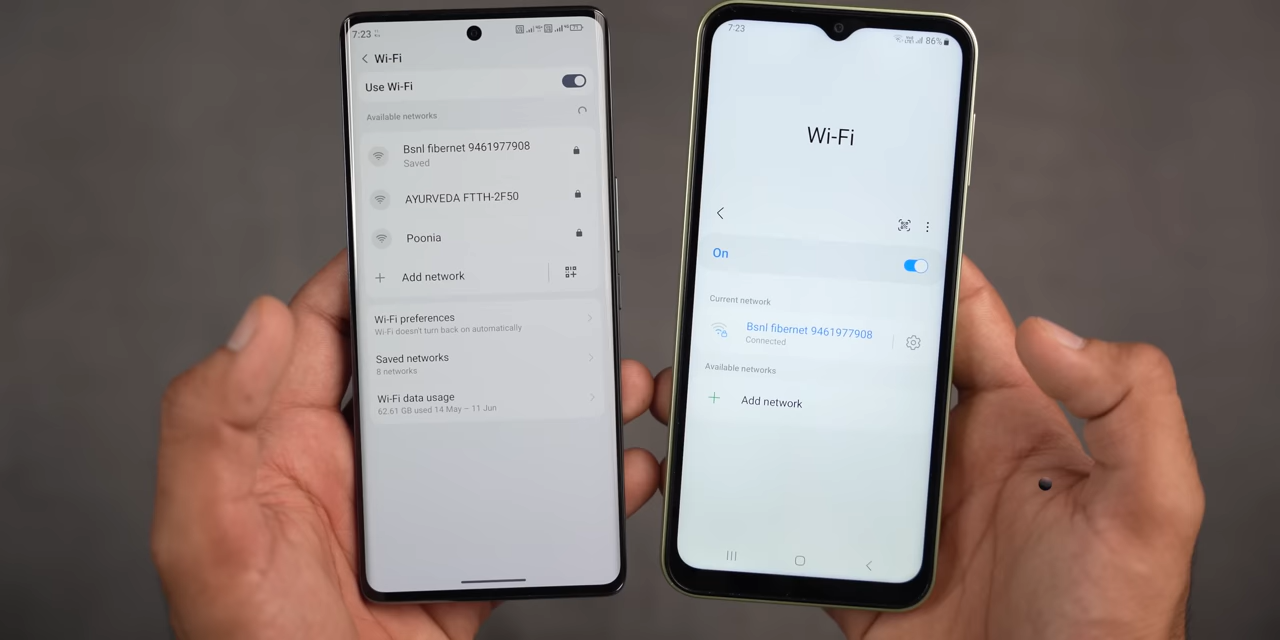 7:23
Wi-Fi
Use Wi-Fi
Available networks
Bsnl fibernet 9461977908
Saved
AYURVEDA FTTH-2F50
Poonia
Add network
Wi-Fi preferences
Wi-Fi doesn't turn back on automatically
Saved networks
8 networks
Wi-Fi data usage
62.61 GB used 14 May – 11 Jun
7:23
86%
Wi-Fi
On
Current network
Bsnl fibernet 9461977908
Connected
Available networks
Add network